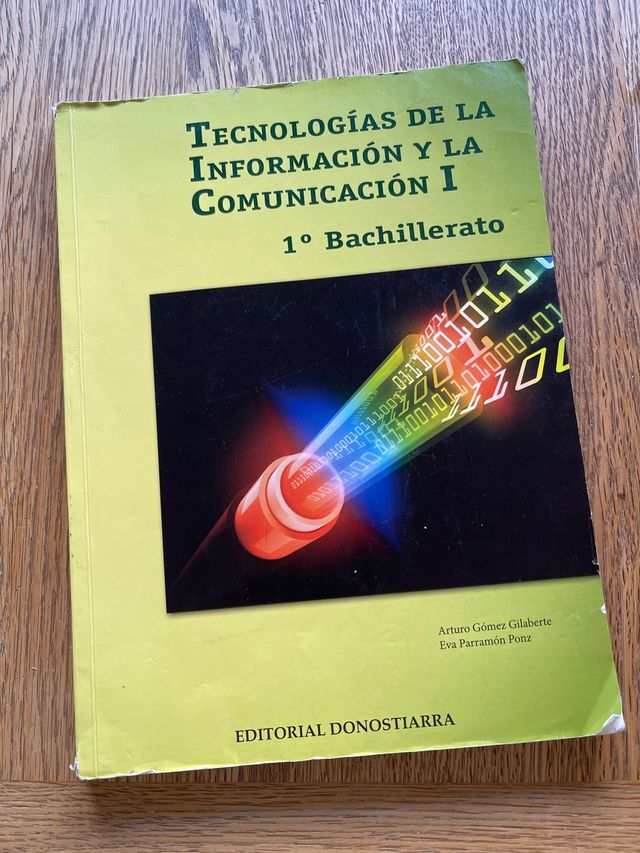 Tecnologías de la
Información y la
Comunicación I
1º Bachillerato
Arturo Gómez Gilaberte
Eva Parramón Ponz
EDITORIAL DONOSTIARRA